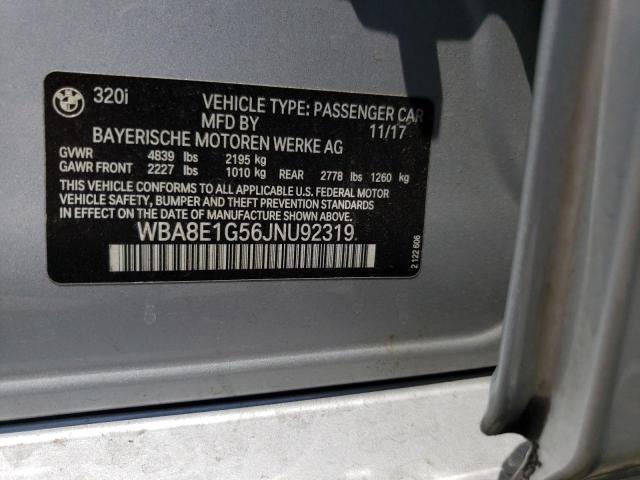 BMW 320i VEHICLE TYPE: PASSENGER CAR
MFD BY 11/17
BAYERISCHE MOTOREN WERKE AG
GVWR 4839 lbs 2195 kg
GAWR FRONT 2227 lbs 1010 kg REAR 2778 lbs 1260 kg
THIS VEHICLE CONFORMS TO ALL APPLICABLE U.S. FEDERAL MOTOR
VEHICLE SAFETY, BUMPER AND THEFT PREVENTION STANDARDS
IN EFFECT ON THE DATE OF MANUFACTURE SHOWN ABOVE.
WBA8E1G56JNU92319
2 122 606